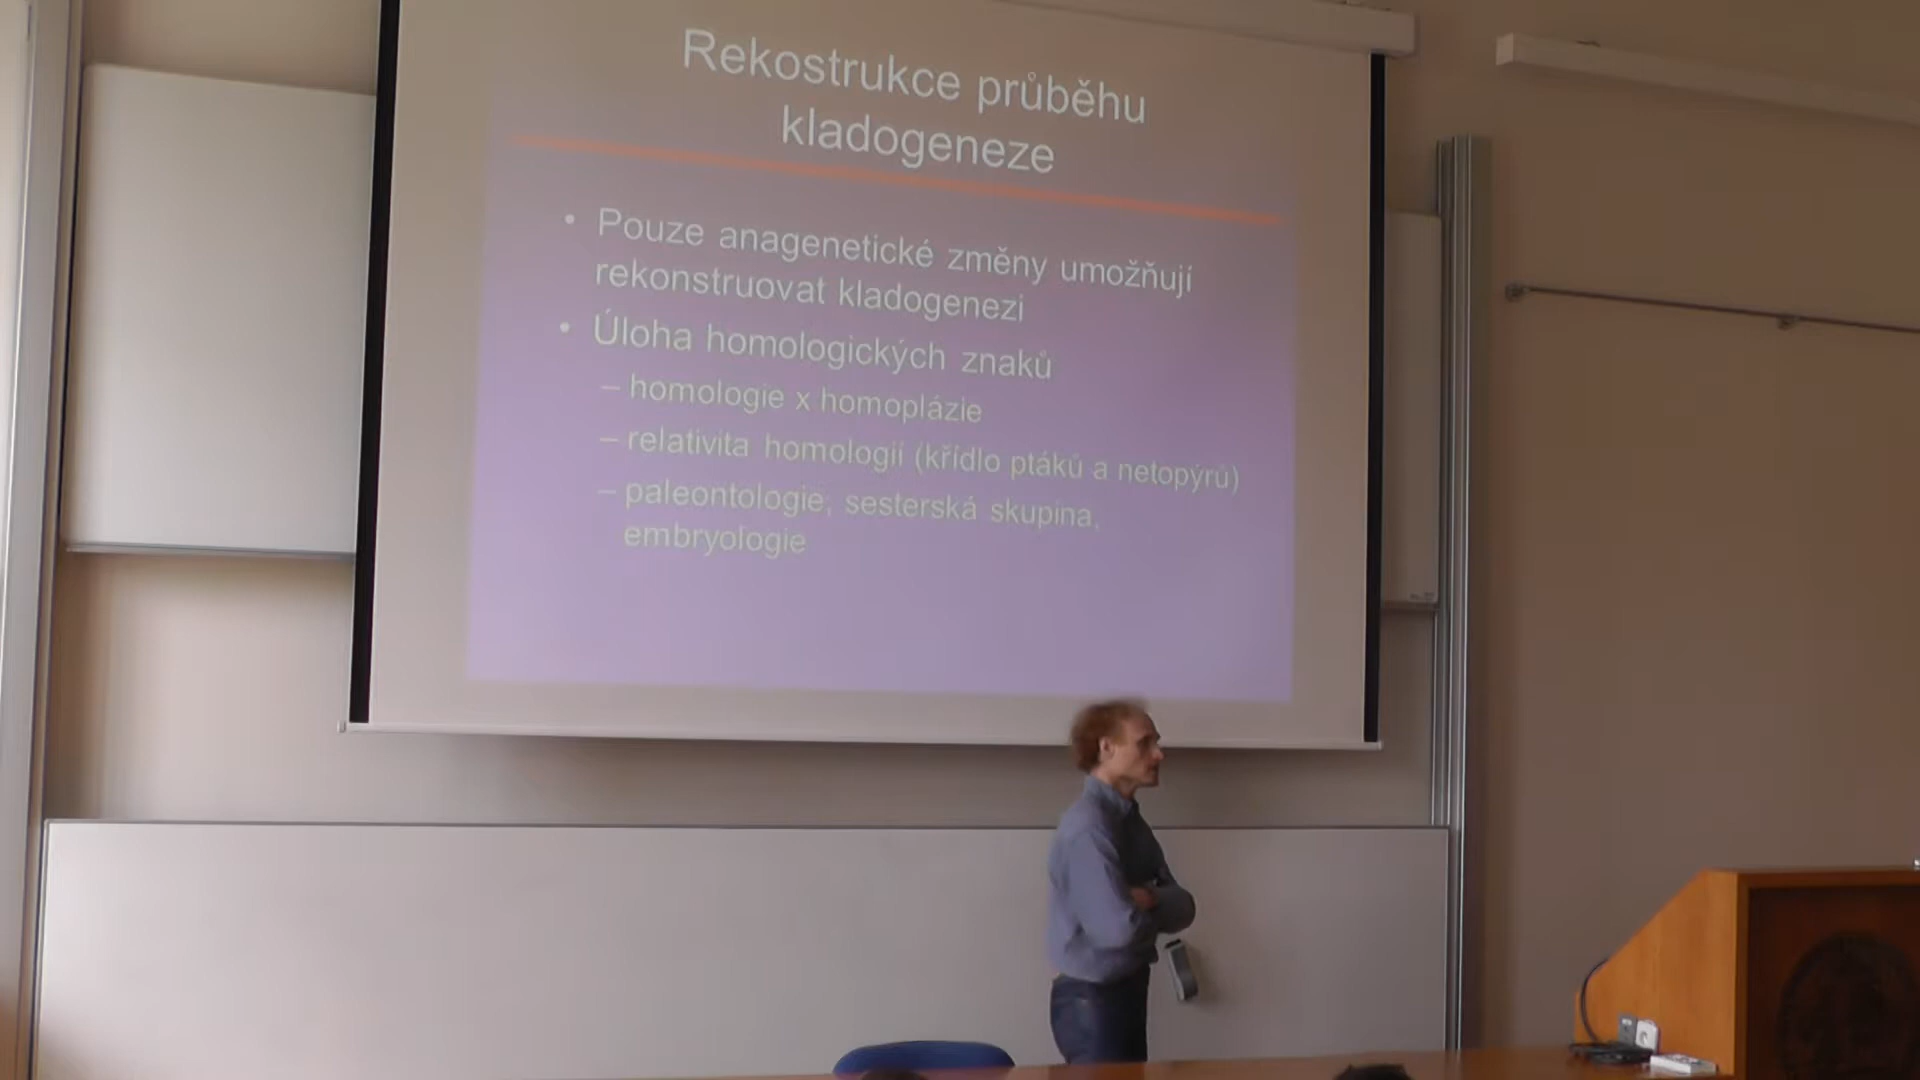 Rekostrukce průběhu
kladogeneze
• Pouze anagenetické změny umožňují
rekonstruovat kladogenezi
• Úloha homologických znaků
– homologie x homoplázie
– relativita homologií (křídlo ptáků a netopýrů)
– paleontologie, sesterská skupina,
embryologie